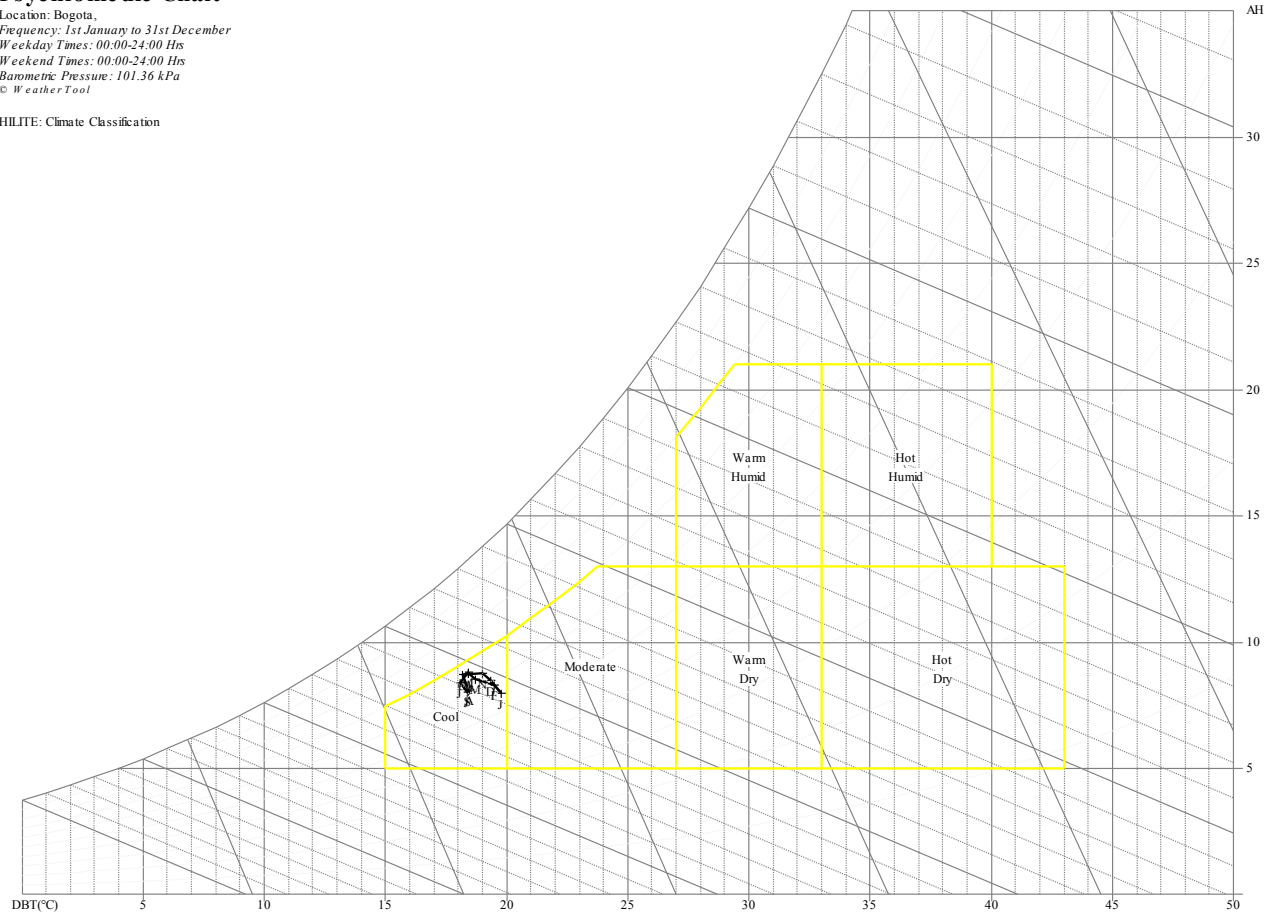 Location: Bogota,
Frequency: 1st January to 31st December
Weekday Times: 00:00-24:00 Hrs
Weekend Times: 00:00-24:00 Hrs
Barometric Pressure: 101.36 kPa
© WeatherTool
HILITE: Climate Classification
AH
30
25
20
Warm
Humid
Hot
Humid
15
10
Moderate
Warm
Dry
Hot
Dry
J
Cool
5
DBT(°C)
5
10
15
20
25
30
35
40
45
50